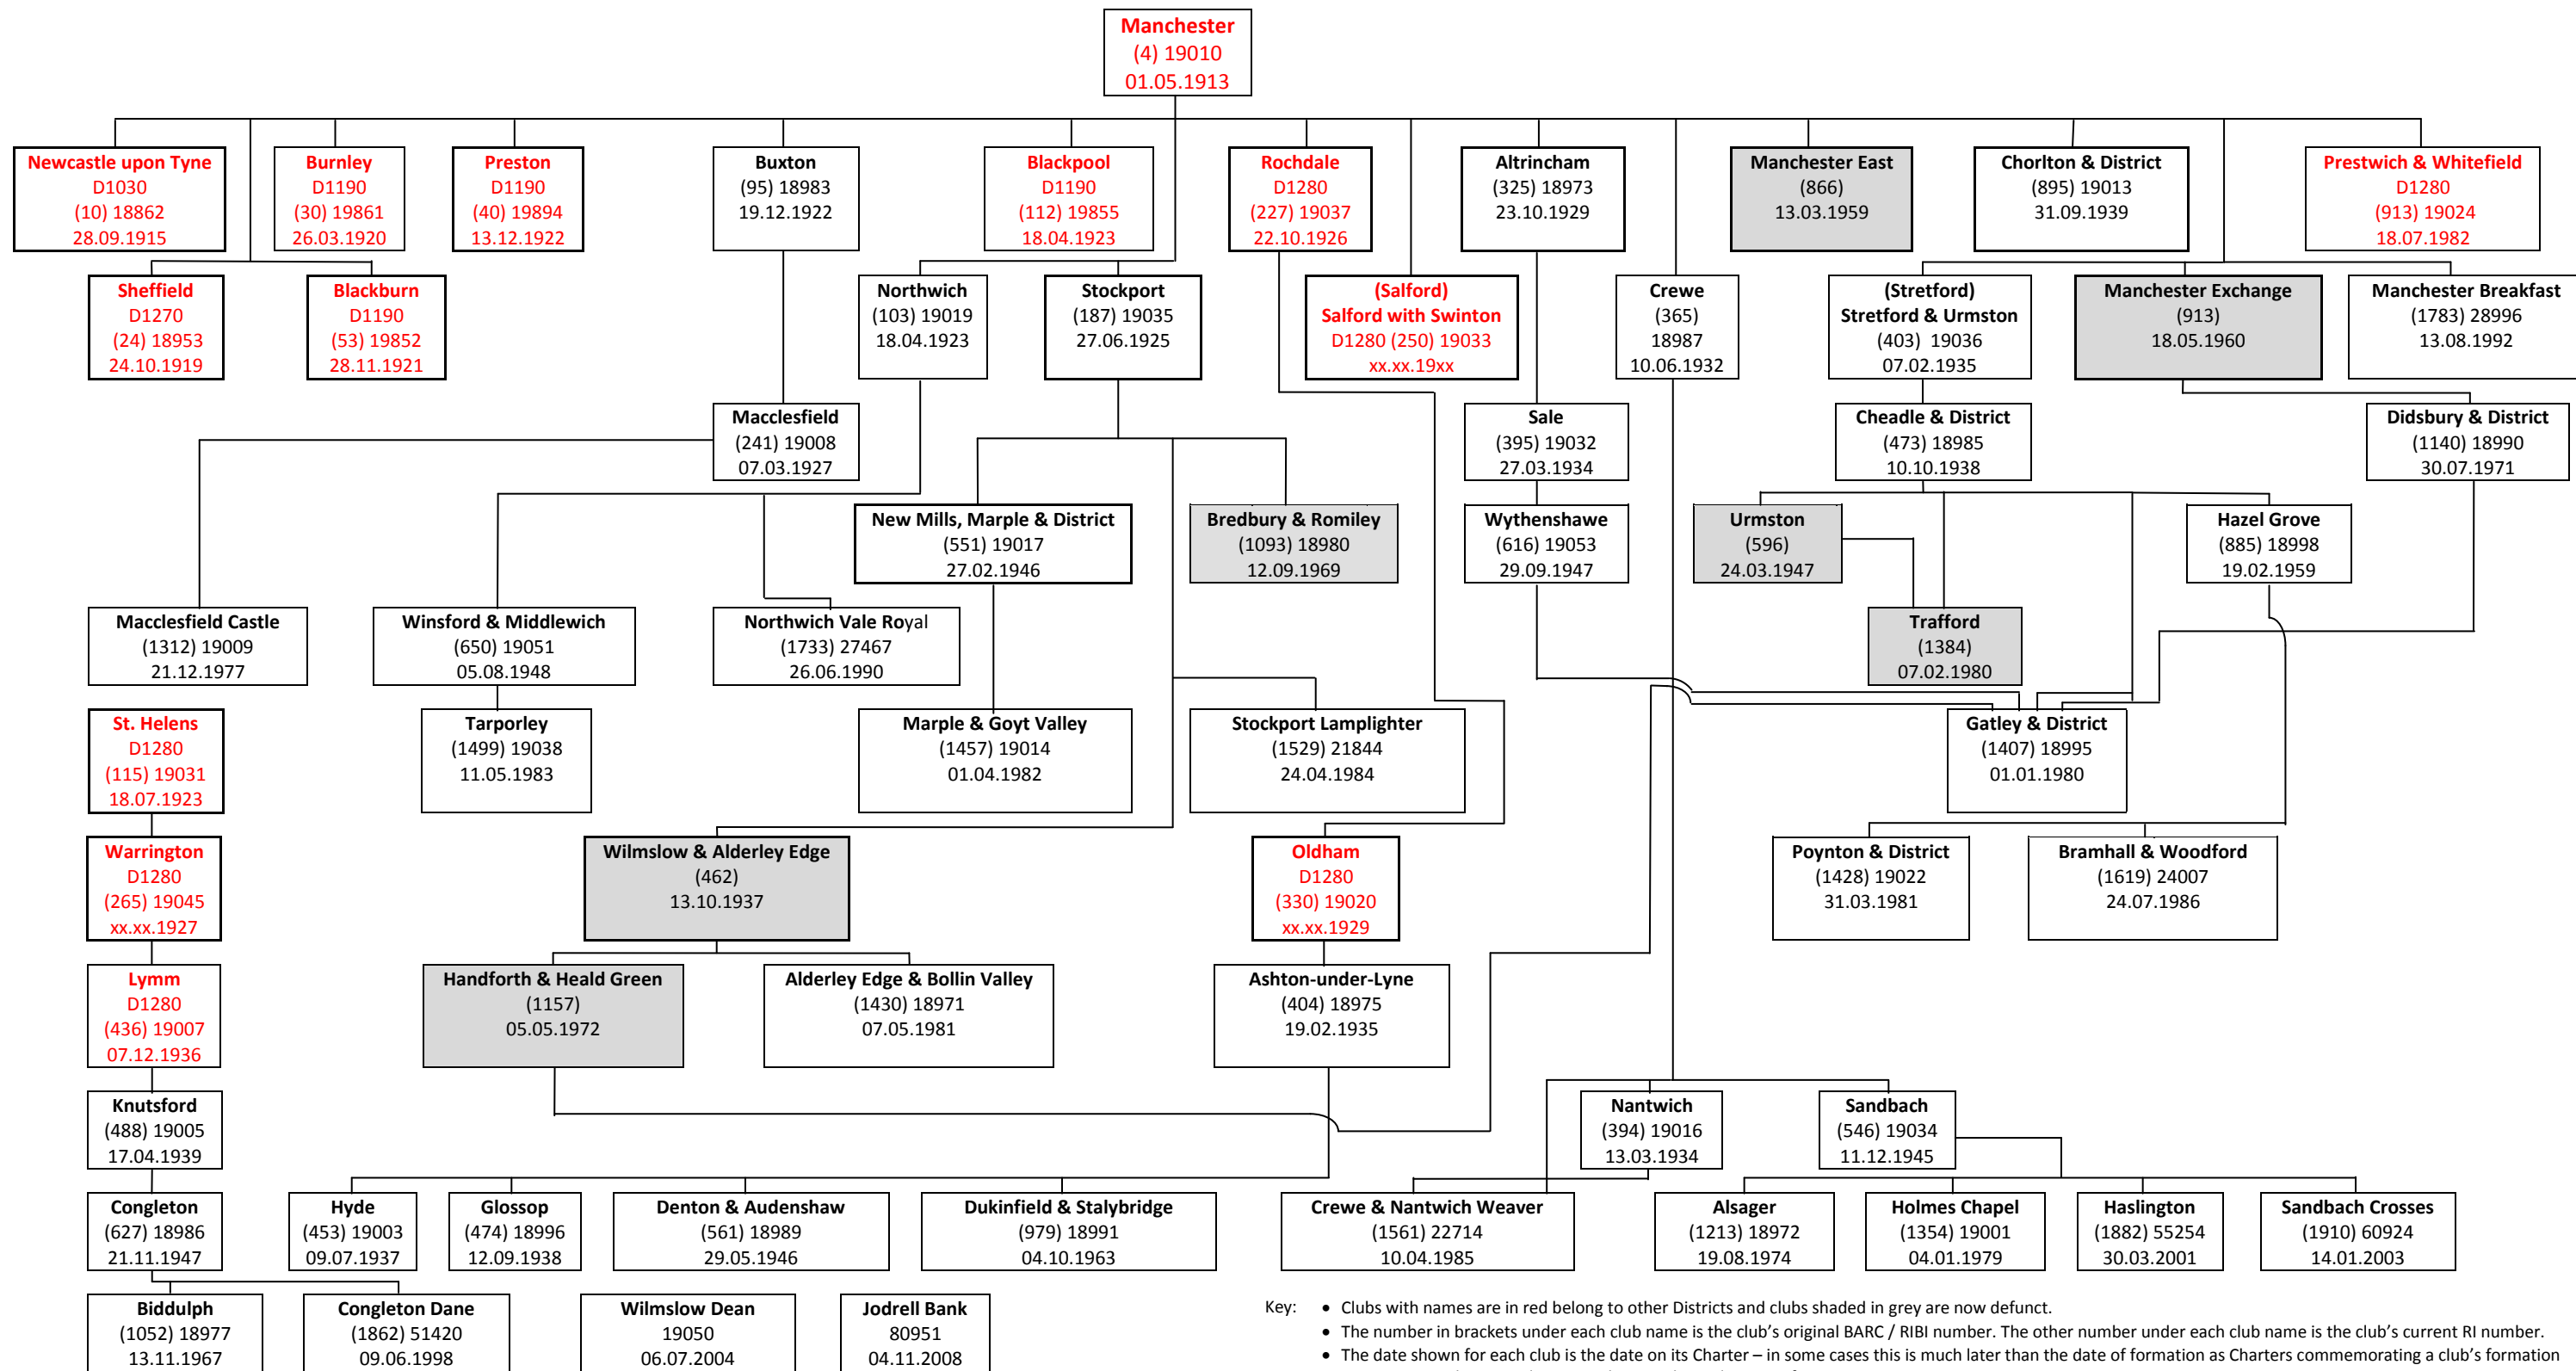 Manchester
(4) 19010
01.05.1913
Newcastle upon Tyne
D1030
(10) 18862
28.09.1915
Burnley
D1190
(30) 19861
26.03.1920
Preston
D1190
(40) 19894
13.12.1922
Buxton
(95) 18983
19.12.1922
Blackpool
D1190
(112) 19855
18.04.1923
Rochdale
D1280
(227) 19037
22.10.1926
Altrincham
(325) 18973
23.10.1929
Manchester East
(866)
13.03.1959
Chorlton & District
(895) 19013
31.09.1939
Prestwich & Whitefield
D1280
(913) 19024
18.07.1982
Sheffield
D1270
(24) 18953
24.10.1919
Blackburn
D1190
(53) 19852
28.11.1921
Northwich
(103) 19019
18.04.1923
Stockport
(187) 19035
27.06.1925
(Salford)
Salford with Swinton
D1280 (250) 19033
xx.xx.19xx
Crewe
(365)
18987
10.06.1932
(Stretford)
Stretford & Urmston
(403) 19036
07.02.1935
Manchester Exchange
(913)
18.05.1960
Manchester Breakfast
(1783) 28996
13.08.1992
Macclesfield
(241) 19008
07.03.1927
Sale
(395) 19032
27.03.1934
Cheadle & District
(473) 18985
10.10.1938
Didsbury & District
(1140) 18990
30.07.1971
New Mills, Marple & District
(551) 19017
27.02.1946
Bredbury & Romiley
(1093) 18980
12.09.1969
Wythenshawe
(616) 19053
29.09.1947
Urmston
(596)
24.03.1947
Hazel Grove
(885) 18998
19.02.1959
Macclesfield Castle
(1312) 19009
21.12.1977
Winsford & Middlewich
(650) 19051
05.08.1948
Northwich Vale Royal
(1733) 27467
26.06.1990
Trafford
(1384)
07.02.1980
St. Helens
D1280
(115) 19031
18.07.1923
Tarporley
(1499) 19038
11.05.1983
Marple & Goyt Valley
(1457) 19014
01.04.1982
Stockport Lamplighter
(1529) 21844
24.04.1984
Gatley & District
(1407) 18995
01.01.1980
Warrington
D1280
(265) 19045
xx.xx.1927
Wilmslow & Alderley Edge
(462)
13.10.1937
Oldham
D1280
(330) 19020
xx.xx.1929
Poynton & District
(1428) 19022
31.03.1981
Bramhall & Woodford
(1619) 24007
24.07.1986
Lymm
D1280
(436) 19007
07.12.1936
Handforth & Heald Green
(1157)
05.05.1972
Alderley Edge & Bollin Valley
(1430) 18971
07.05.1981
Ashton-under-Lyne
(404) 18975
19.02.1935
Knutsford
(488) 19005
17.04.1939
Nantwich
(394) 19016
13.03.1934
Sandbach
(546) 19034
11.12.1945
Congleton
(627) 18986
21.11.1947
Hyde
(453) 19003
09.07.1937
Glossop
(474) 18996
12.09.1938
Denton & Audenshaw
(561) 18989
29.05.1946
Dukinfield & Stalybridge
(979) 18991
04.10.1963
Crewe & Nantwich Weaver
(1561) 22714
10.04.1985
Alsager
(1213) 18972
19.08.1974
Holmes Chapel
(1354) 19001
04.01.1979
Haslington
(1882) 55254
30.03.2001
Sandbach Crosses
(1910) 60924
14.01.2003
Biddulph
(1052) 18977
13.11.1967
Congleton Dane
(1862) 51420
09.06.1998
Wilmslow Dean
19050
06.07.2004
Jodrell Bank
80951
04.11.2008
Key: • Clubs with names are in red belong to other Districts and clubs shaded in grey are now defunct.
• The number in brackets under each club name is the club's original BARC / RIBI number. The other number under each club name is the club's current RI number.
• The date shown for each club is the date on its Charter – in some cases this is much later than the date of formation as Charters commemorating a club's formation